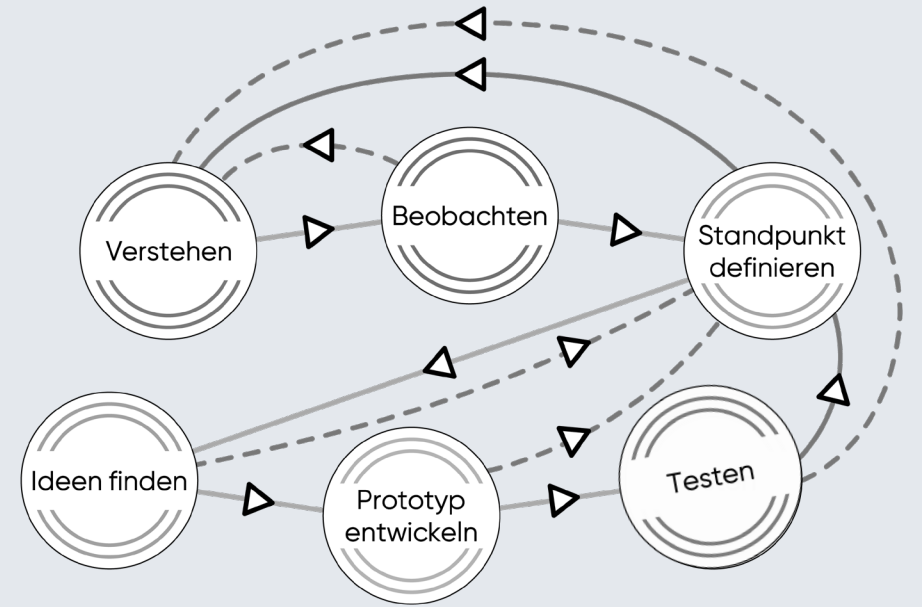 Verstehen
Beobachten
Standpunkt
definieren
Ideen finden
Prototyp
entwickeln
Testen